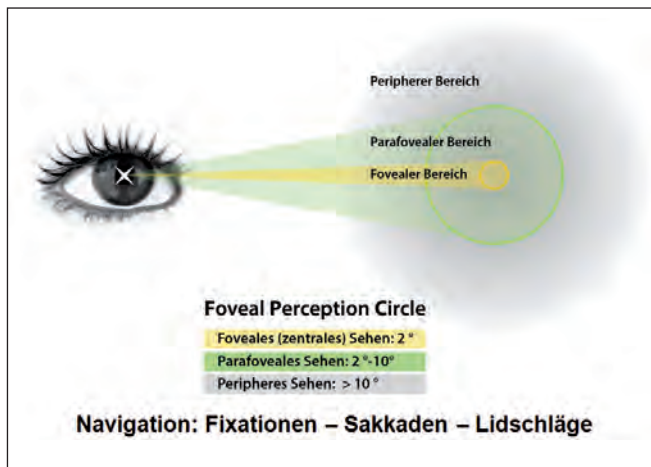 Peripherer Bereich
Parafovealer Bereich
Fovealer Bereich
Foveal Perception Circle
Foveales (zentrales) Sehen: 2 °
Parafoveales Sehen: 2 °-10°
Peripheres Sehen: > 10 °
Navigation: Fixationen – Sakkaden – Lidschläge